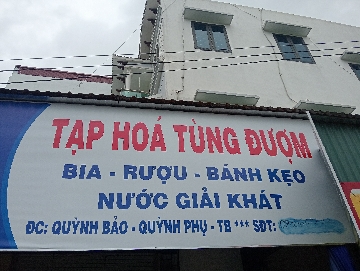 TẠP HOÁ TÙNG ĐƯỢM
BIA - RƯỢU - BÁNH KẸO
NƯỚC GIẢI KHÁT
ĐC: QUỲNH BẢO - QUỲNH PHỤ - TB *** SĐT: